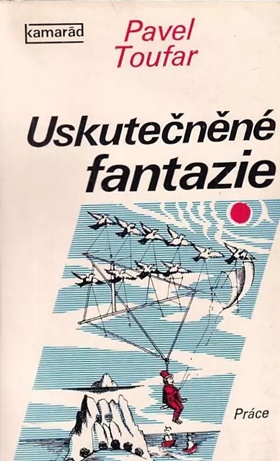 kamarád
Pavel
Toufar
Uskutečněné
fantazie
Práce